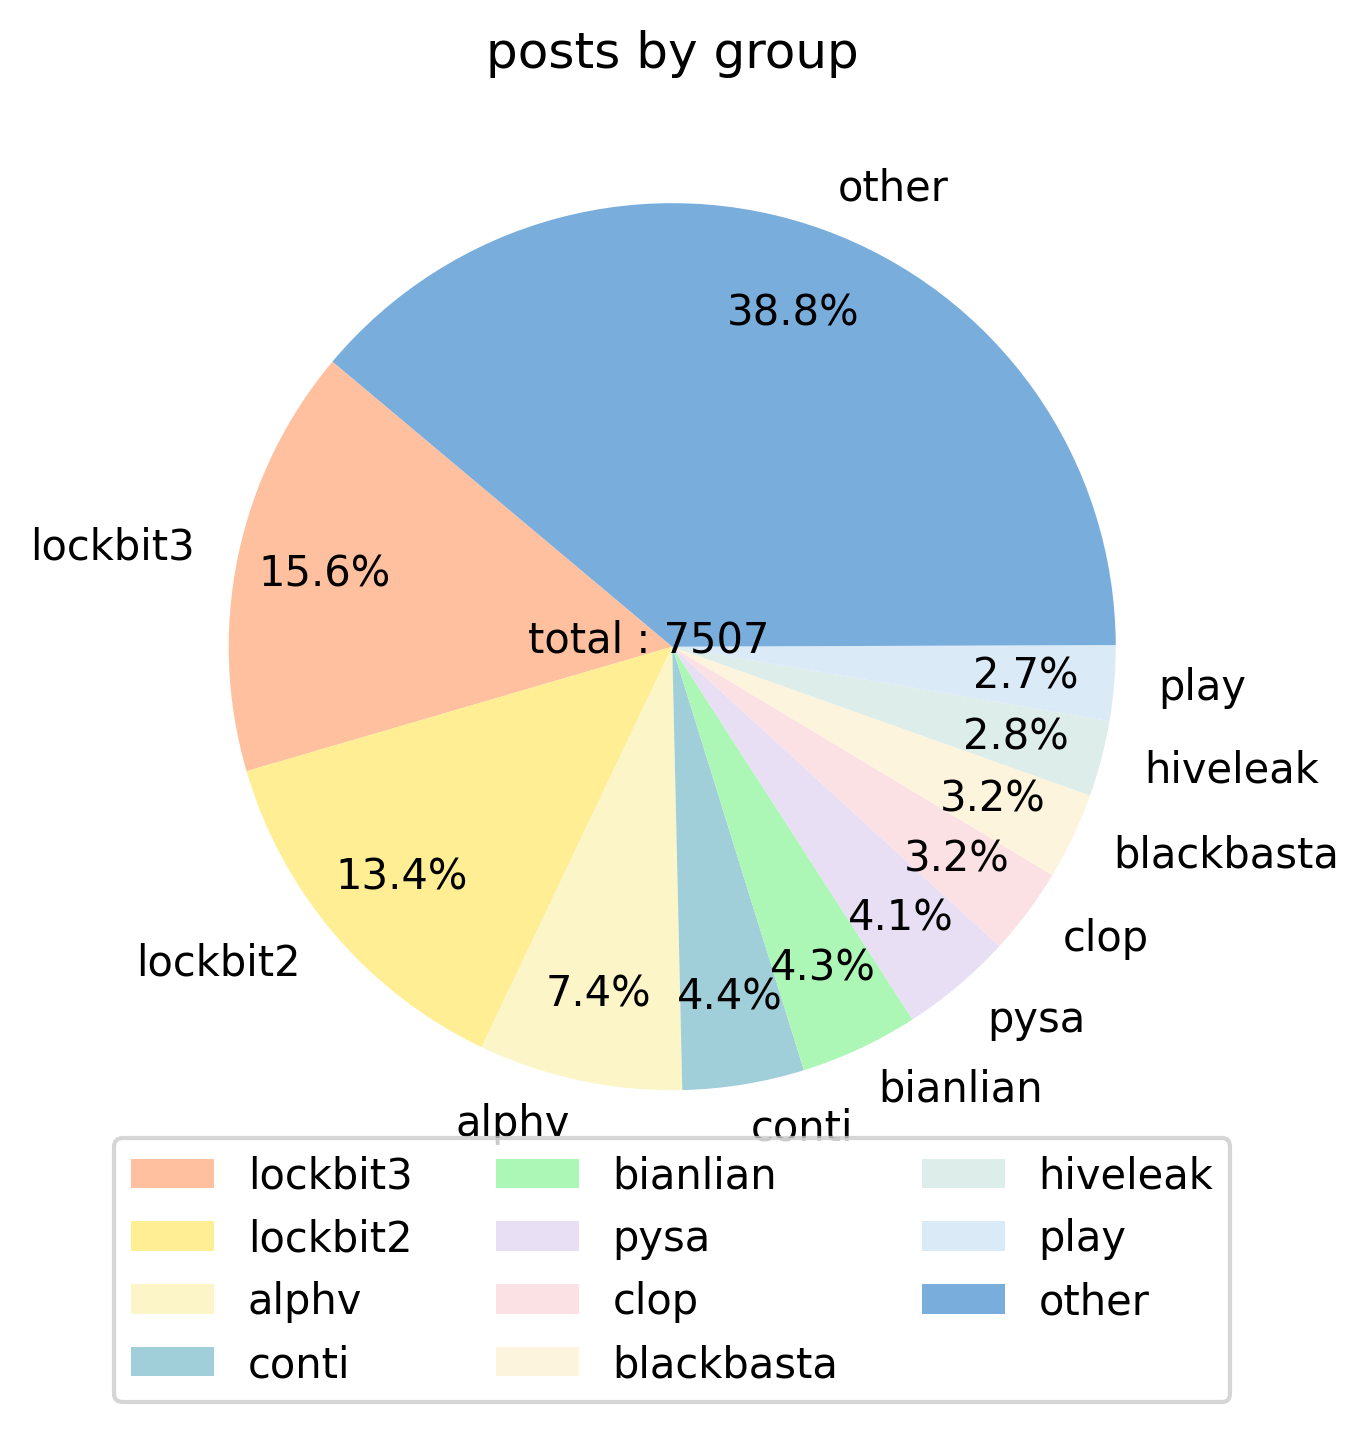 posts by group
other
38.8%
lockbit3
15.6%
total : 7507
2.7%
play
2.8%
hiveleak
3.2%
blackbasta
3.2%
clop
4.1%
pysa
4.3%
bianlian
4.4%
conti
7.4%
alphv
13.4%
lockbit2
lockbit3
lockbit2
alphv
conti
bianlian
pysa
clop
blackbasta
hiveleak
play
other